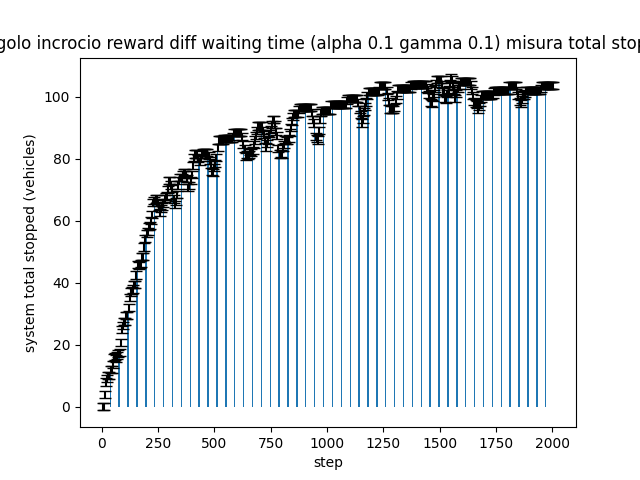 golo incrocio reward diff waiting time (alpha 0.1 gamma 0.1) misura total stop
system total stopped (vehicles)
100
80
60
40
20
0
0 250 500 750 1000 1250 1500 1750 2000
step